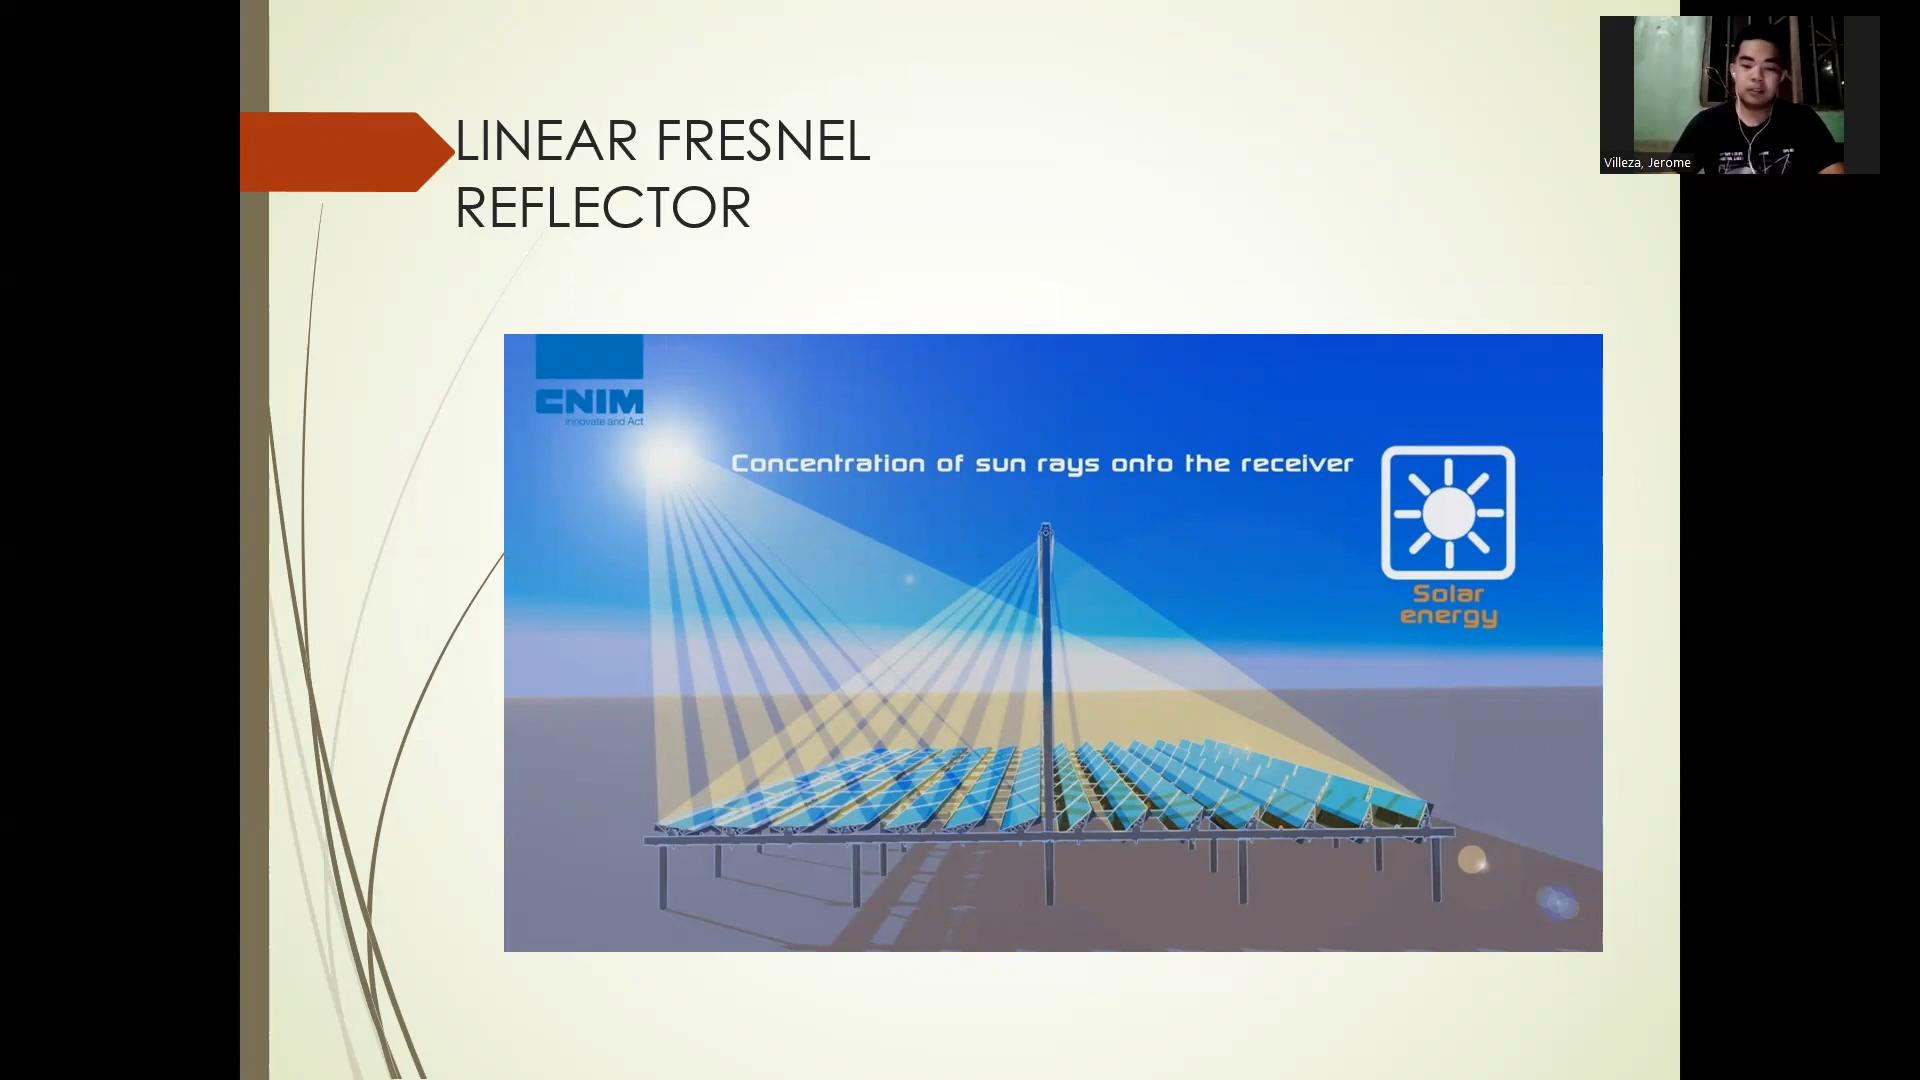 LINEAR FRESNEL
REFLECTOR
CNIM
Innovate and Act
Concentration of sun rays onto the receiver
Solar
energy
Villeza, Jerome